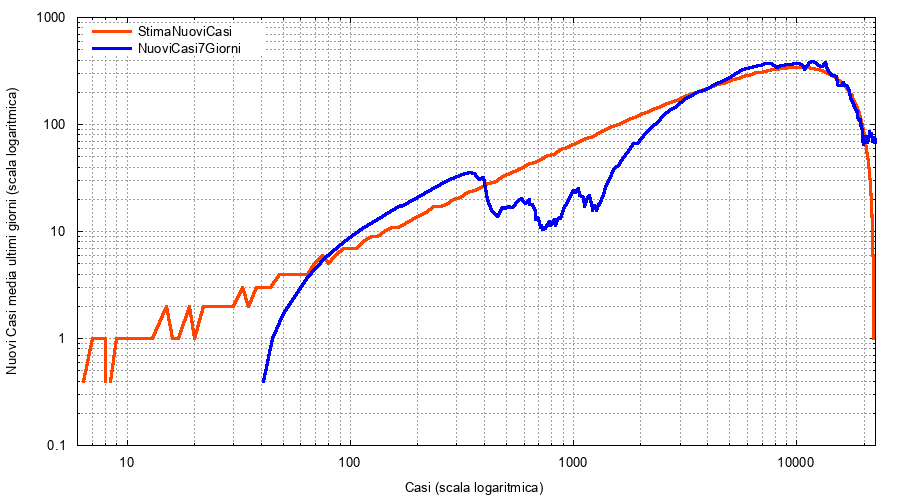 1000
StimaNuoviCasi
NuoviCasi7Giorni
100
10
1
0.1
Nuovi Casi media ultimi giorni (scala logaritmica)
10 100 1000 10000
Casi (scala logaritmica)